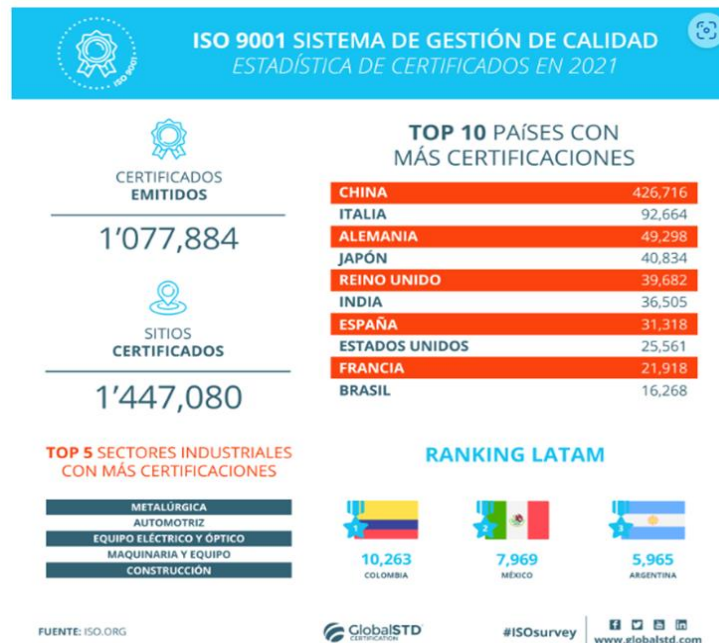 ISO 9001 SISTEMA DE GESTIÓN DE CALIDAD
ESTADÍSTICA DE CERTIFICADOS EN 2021
ISO 9001
CERTIFICADOS
EMITIDOS
1'077,884
SITIOS
CERTIFICADOS
1'447,080
TOP 10 PAíSES CON
MÁS CERTIFICACIONES
CHINA 426,716
ITALIA 92,664
ALEMANIA 49,298
JAPÓN 40,834
REINO UNIDO 39,682
INDIA 36,505
ESPAÑA 31,318
ESTADOS UNIDOS 25,561
FRANCIA 21,918
BRASIL 16,268
TOP 5 SECTORES INDUSTRIALES
CON MÁS CERTIFICACIONES
METALÚRGICA
AUTOMOTRIZ
EQUIPO ELÉCTRICO Y ÓPTICO
MAQUINARIA Y EQUIPO
CONSTRUCCIÓN
RANKING LATAM
1
10,263
COLOMBIA
2
7,969
MÉXICO
3
5,965
ARGENTINA
FUENTE: ISO.ORG
GlobalSTD
CERTIFICATION
#ISOsurvey
www.globalstd.com